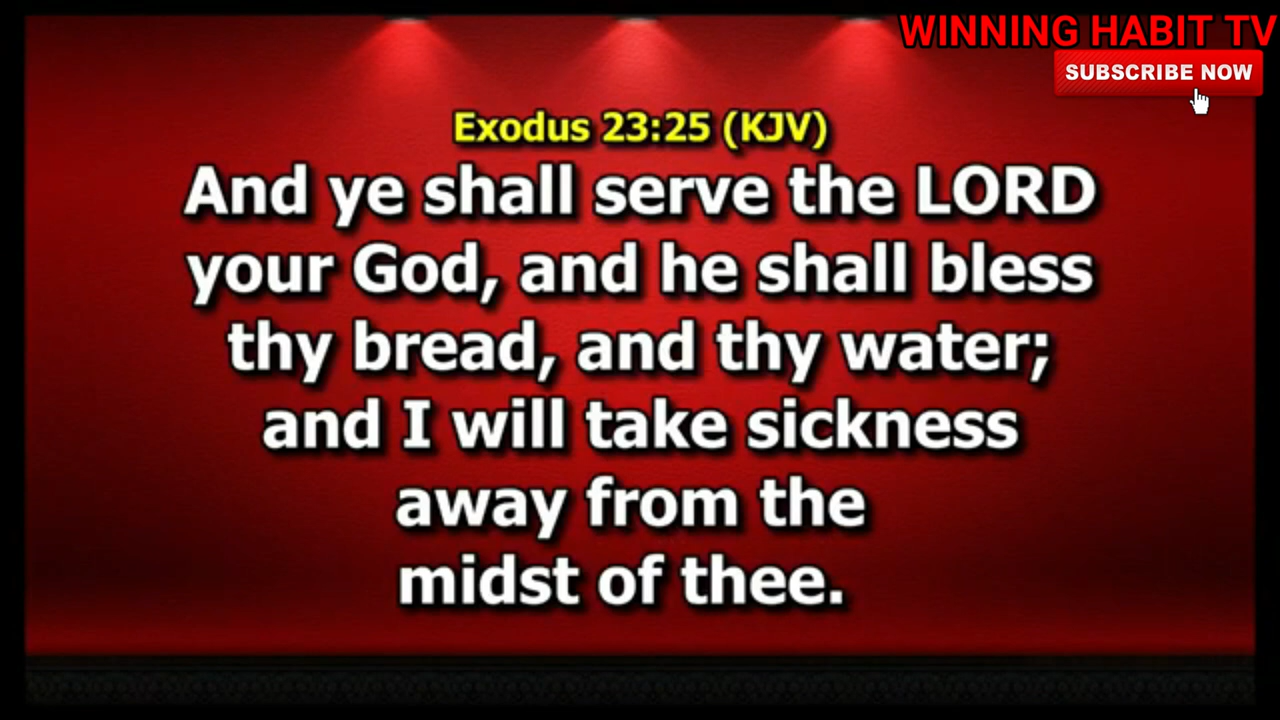 WINNING HABIT TV
SUBSCRIBE NOW
Exodus 23:25 (KJV)
And ye shall serve the LORD
your God, and he shall bless
thy bread, and thy water;
and I will take sickness
away from the
midst of thee.